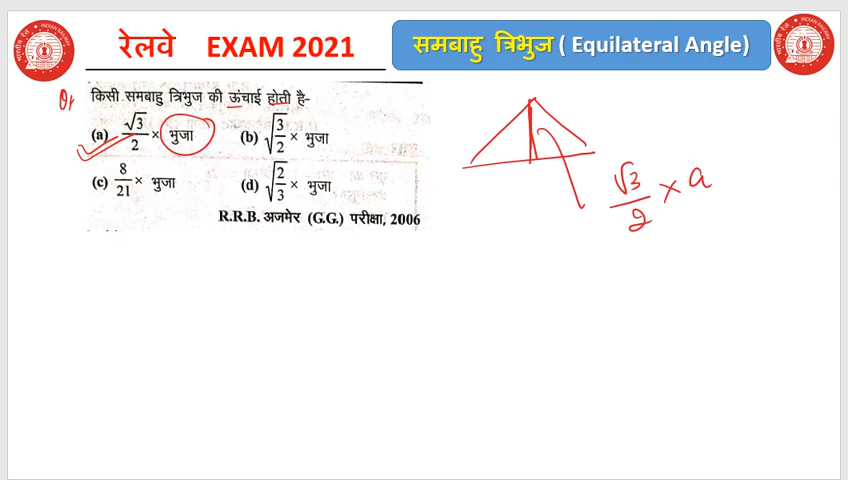 रेलवे EXAM 2021
समबाहु त्रिभुज ( Equilateral Angle)
किसी समबाहु त्रिभुज की ऊचाई होती है-
(a) √3/2 × भुजा (b) √3/2 × भुजा
(c) 8/21 × भुजा (d) √2/3 × भुजा
R.R.B. अजमेर (G.G.) परीक्षा, 2006
√3/2 × a